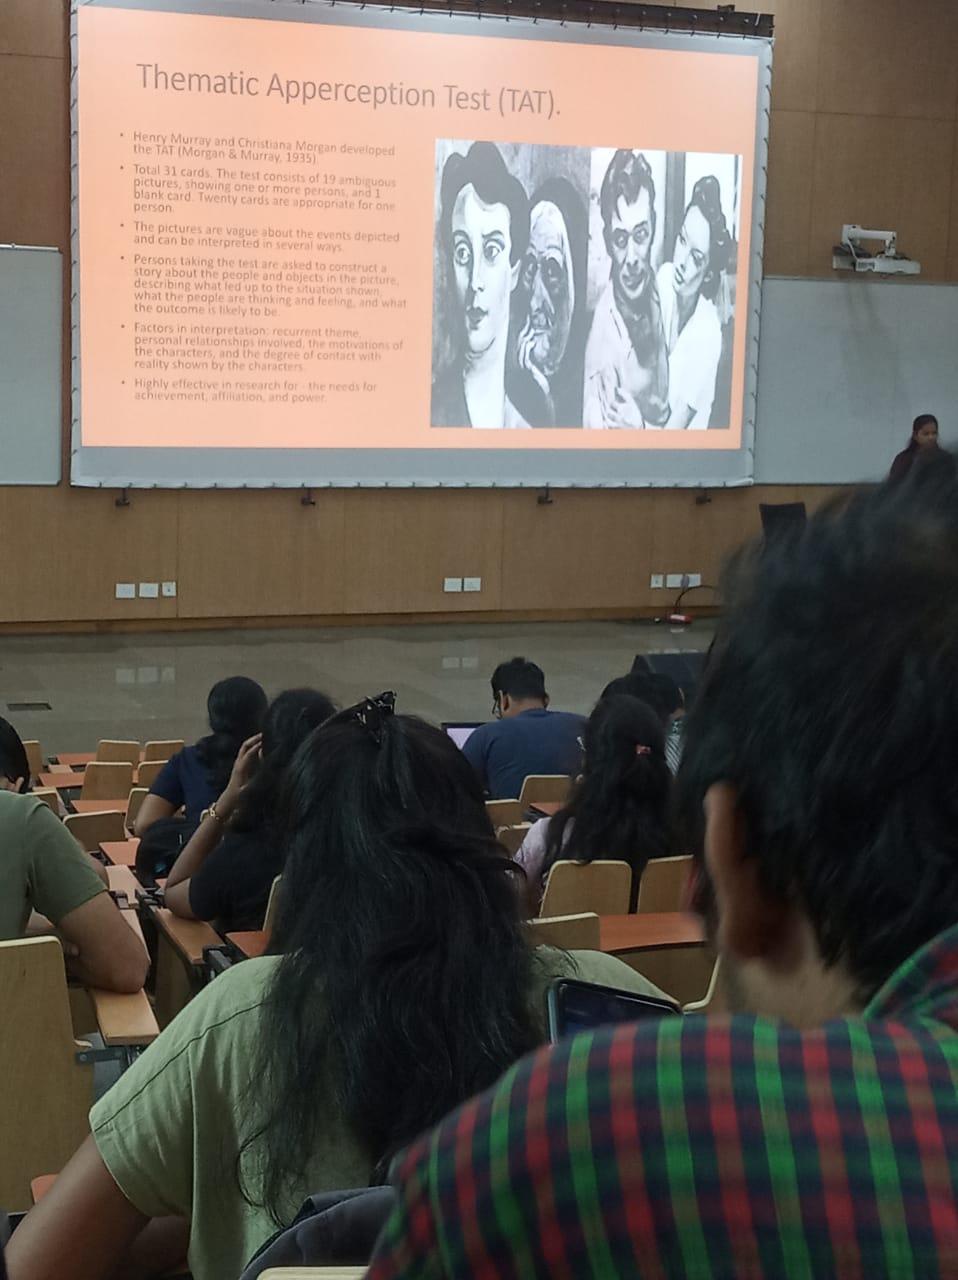 Thematic Apperception Test (TAT).
• Henry Murray and Christiana Morgan developed
the TAT (Morgan & Murray, 1935).
• Total 31 cards. The test consists of 19 ambiguous
pictures, showing one or more persons, and 1
blank card. Twenty cards are appropriate for one
person.
• The pictures are vague about the events depicted
and can be interpreted in several ways.
• Persons taking the test are asked to construct a
story about the people and objects in the picture,
describing what led up to the situation shown,
what the people are thinking and feeling, and what
the outcome is likely to be.
• Factors in interpretation: recurrent theme,
personal relationships involved, the motivations of
the characters, and the degree of contact with
reality shown by the characters.
• Highly effective in research for - the needs for
achievement, affiliation, and power.